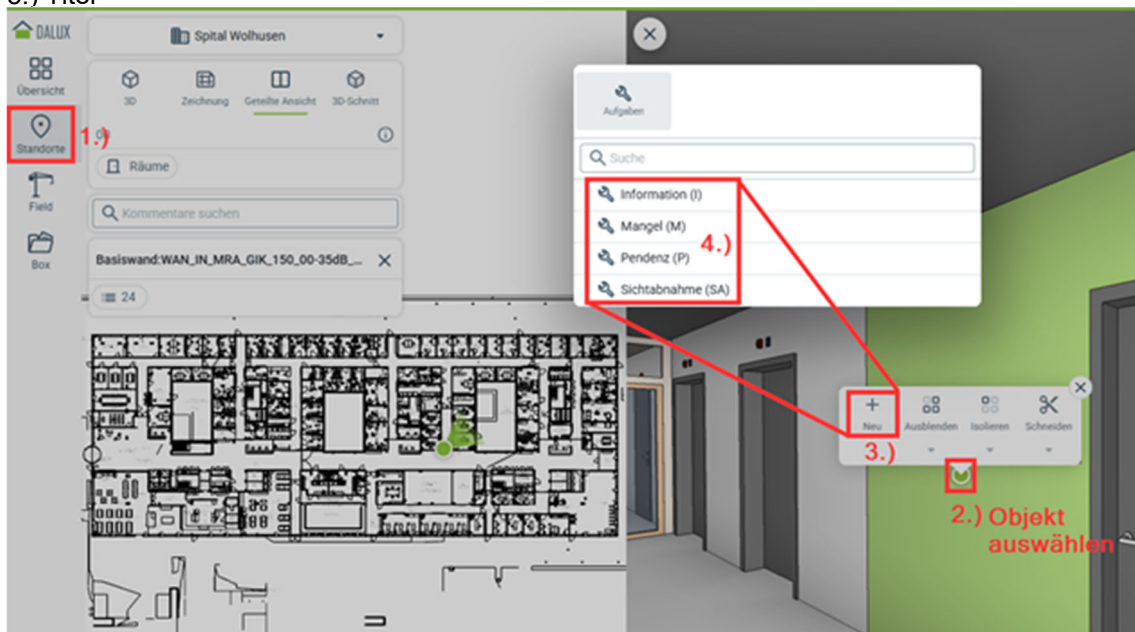 DALUX
Spital Wolhusen
Übersicht
3D
Zeichnung
Geteilte Ansicht
3D-Schnitt
Standorte
1.)
00
Räume
Field
Kommentare suchen
Box
Basiswand:WAN_IN_MRA_GIK_150_00-35dB_...
24
Aufgaben
Suche
Information (I)
Mangel (M)
4.)
Pendenz (P)
Sichtabnahme (SA)
Neu
Ausblenden
Isolieren
Schneiden
3.)
2.) Objekt
auswählen